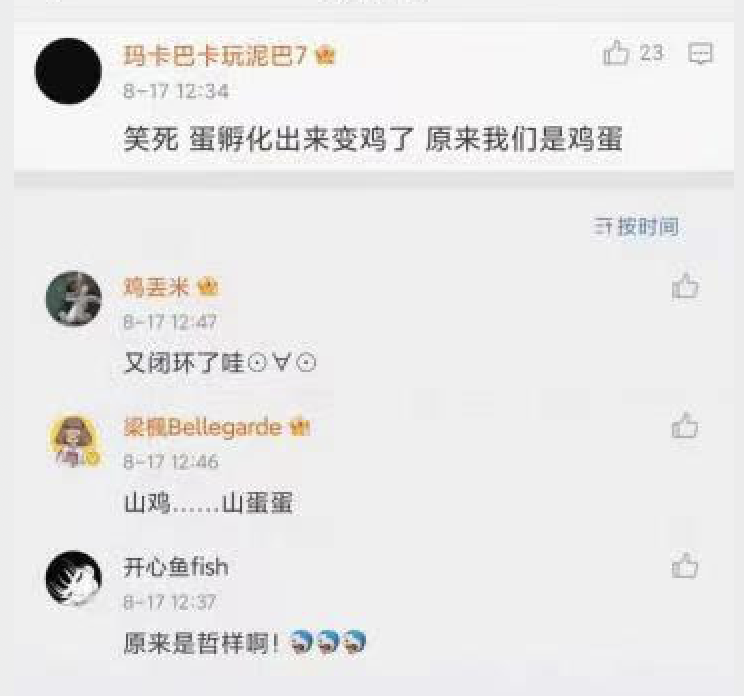 玛卡巴卡玩泥巴7
23
8-17 12:34
笑死 蛋孵化出来变鸡了 原来我们是鸡蛋
按时间
鸡丢米
8-17 12:47
又闭环了哇⊙∀⊙
梁楓Bellegarde
8-17 12:46
山鸡……山蛋蛋
开心鱼fish
8-17 12:37
原来是哲样啊!